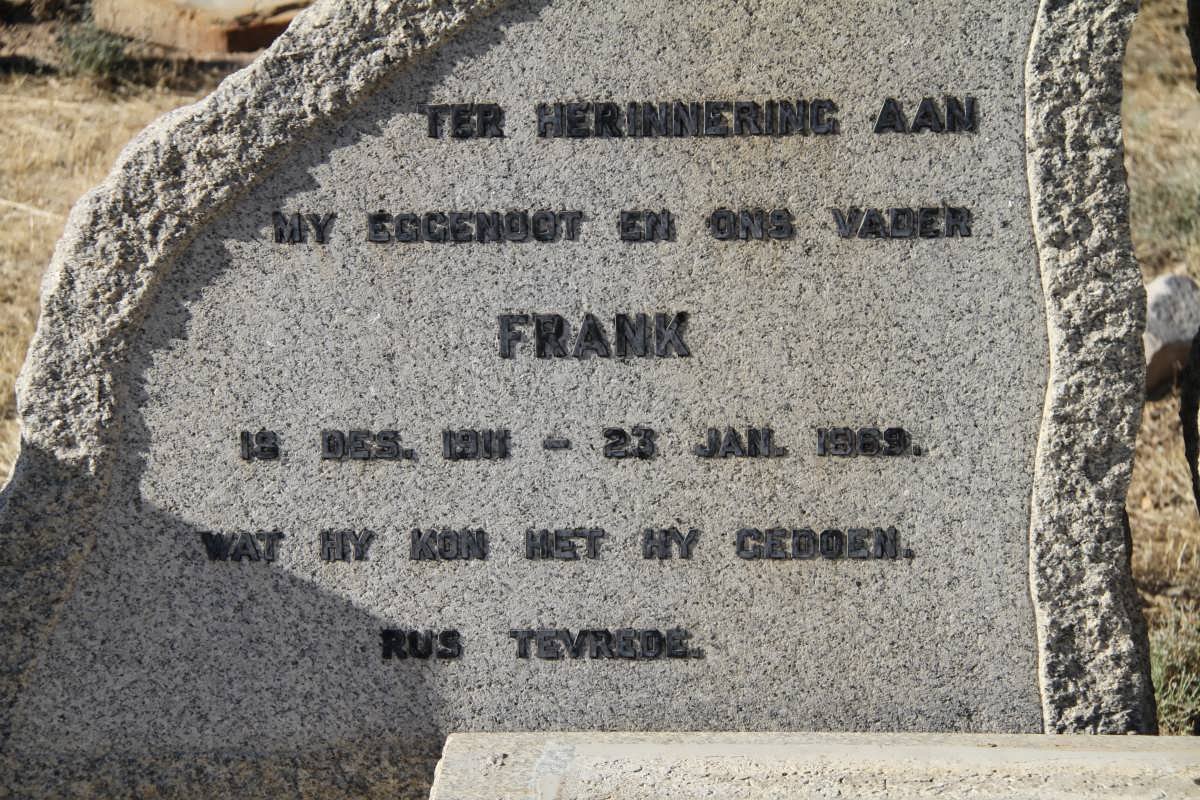 TER HERINNERING AAN
MY EGGENOOT EN ONS VADER
FRANK
18 DES. 1911 - 23 JAN. 1969.
WAT HY KON HET HY GEDOEN.
RUS TEVREDE.